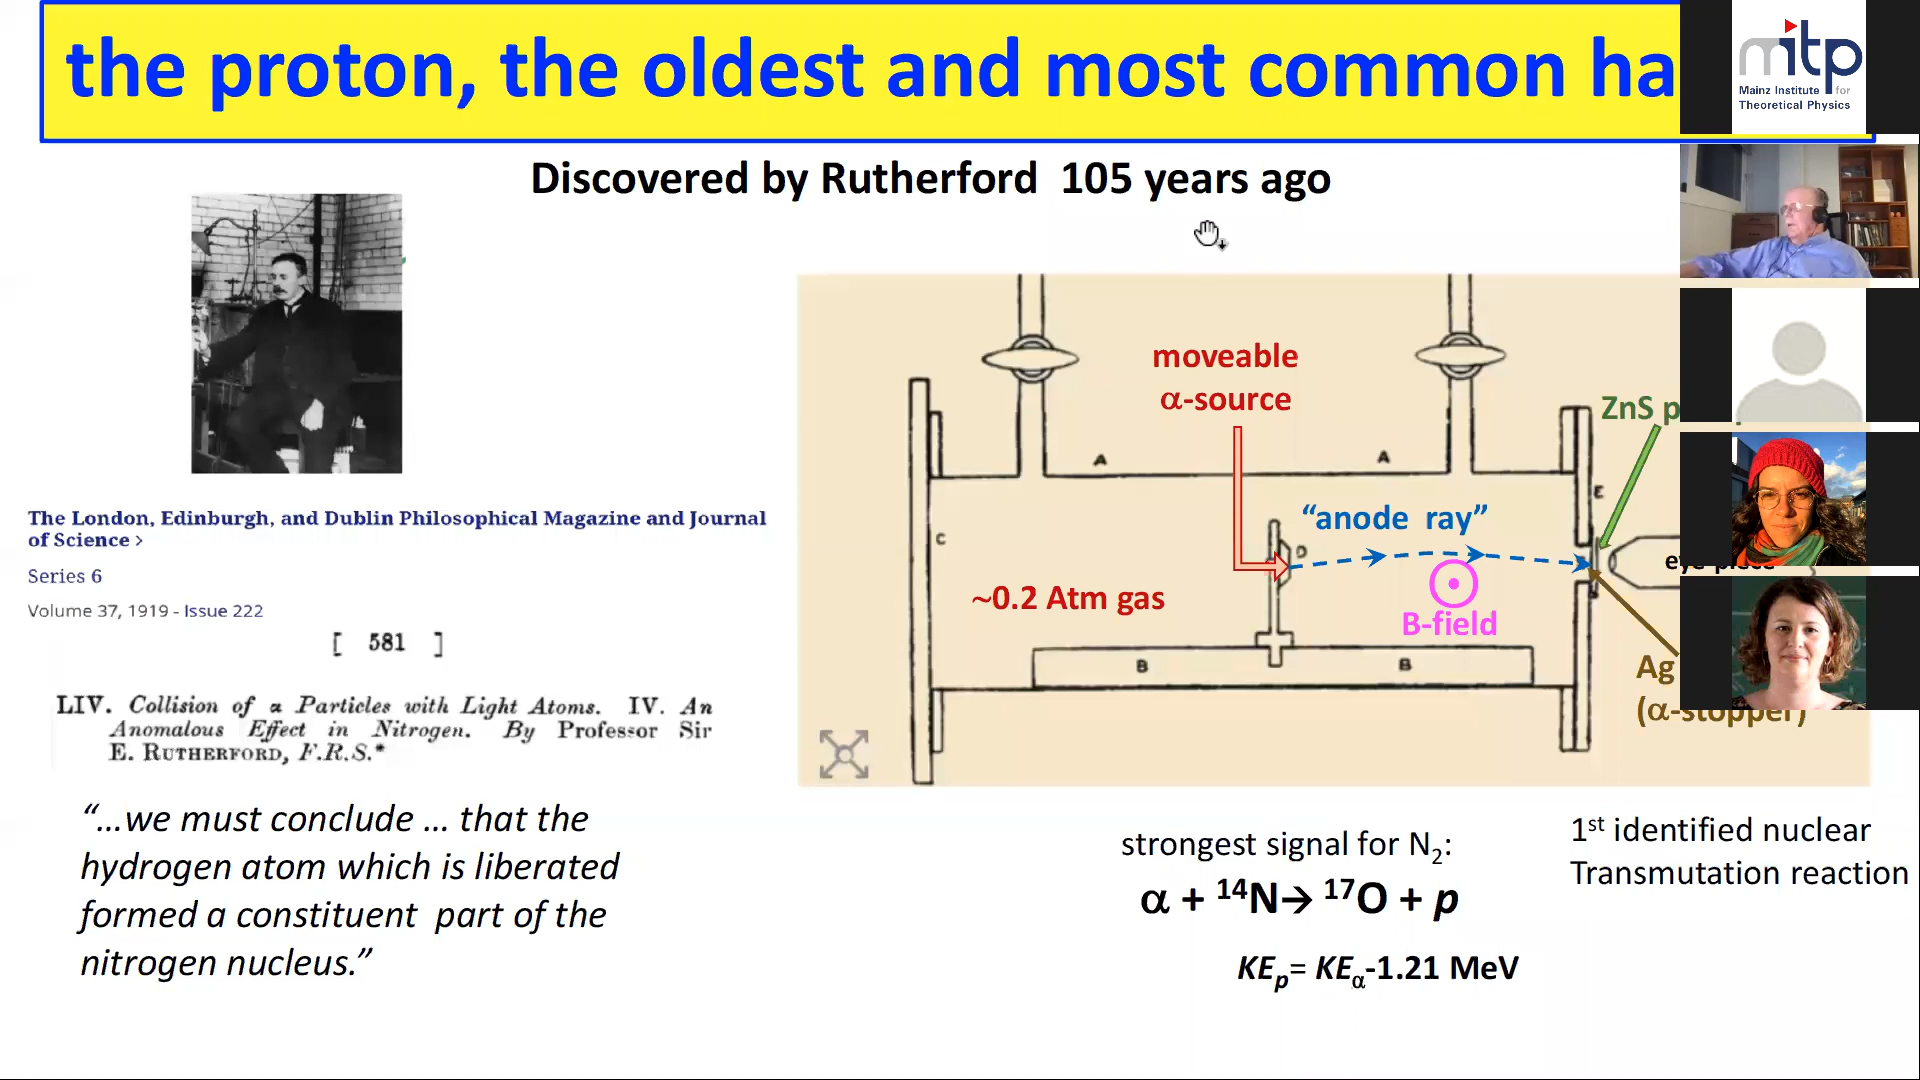 the proton, the oldest and most common ha
mitp
Mainz Institute for
Theoretical Physics
Discovered by Rutherford 105 years ago
The London, Edinburgh, and Dublin Philosophical Magazine and Journal
of Science >
Series 6
Volume 37, 1919 - Issue 222
[ 581 ]
LIV. Collision of α Particles with Light Atoms. IV. An
Anomalous Effect in Nitrogen. By Professor Sir
E. RUTHERFORD, F.R.S.*
“...we must conclude ... that the
hydrogen atom which is liberated
formed a constituent part of the
nitrogen nucleus.”
moveable
α-source
ZnS p
A
A
E
“anode ray”
C
D
eye-piece
~0.2 Atm gas
B-field
B
B
Ag
(α-stopper)
strongest signal for N₂:
α + ¹⁴N→ ¹⁷O + p
KEp= KEα-1.21 MeV
1st identified nuclear
Transmutation reaction